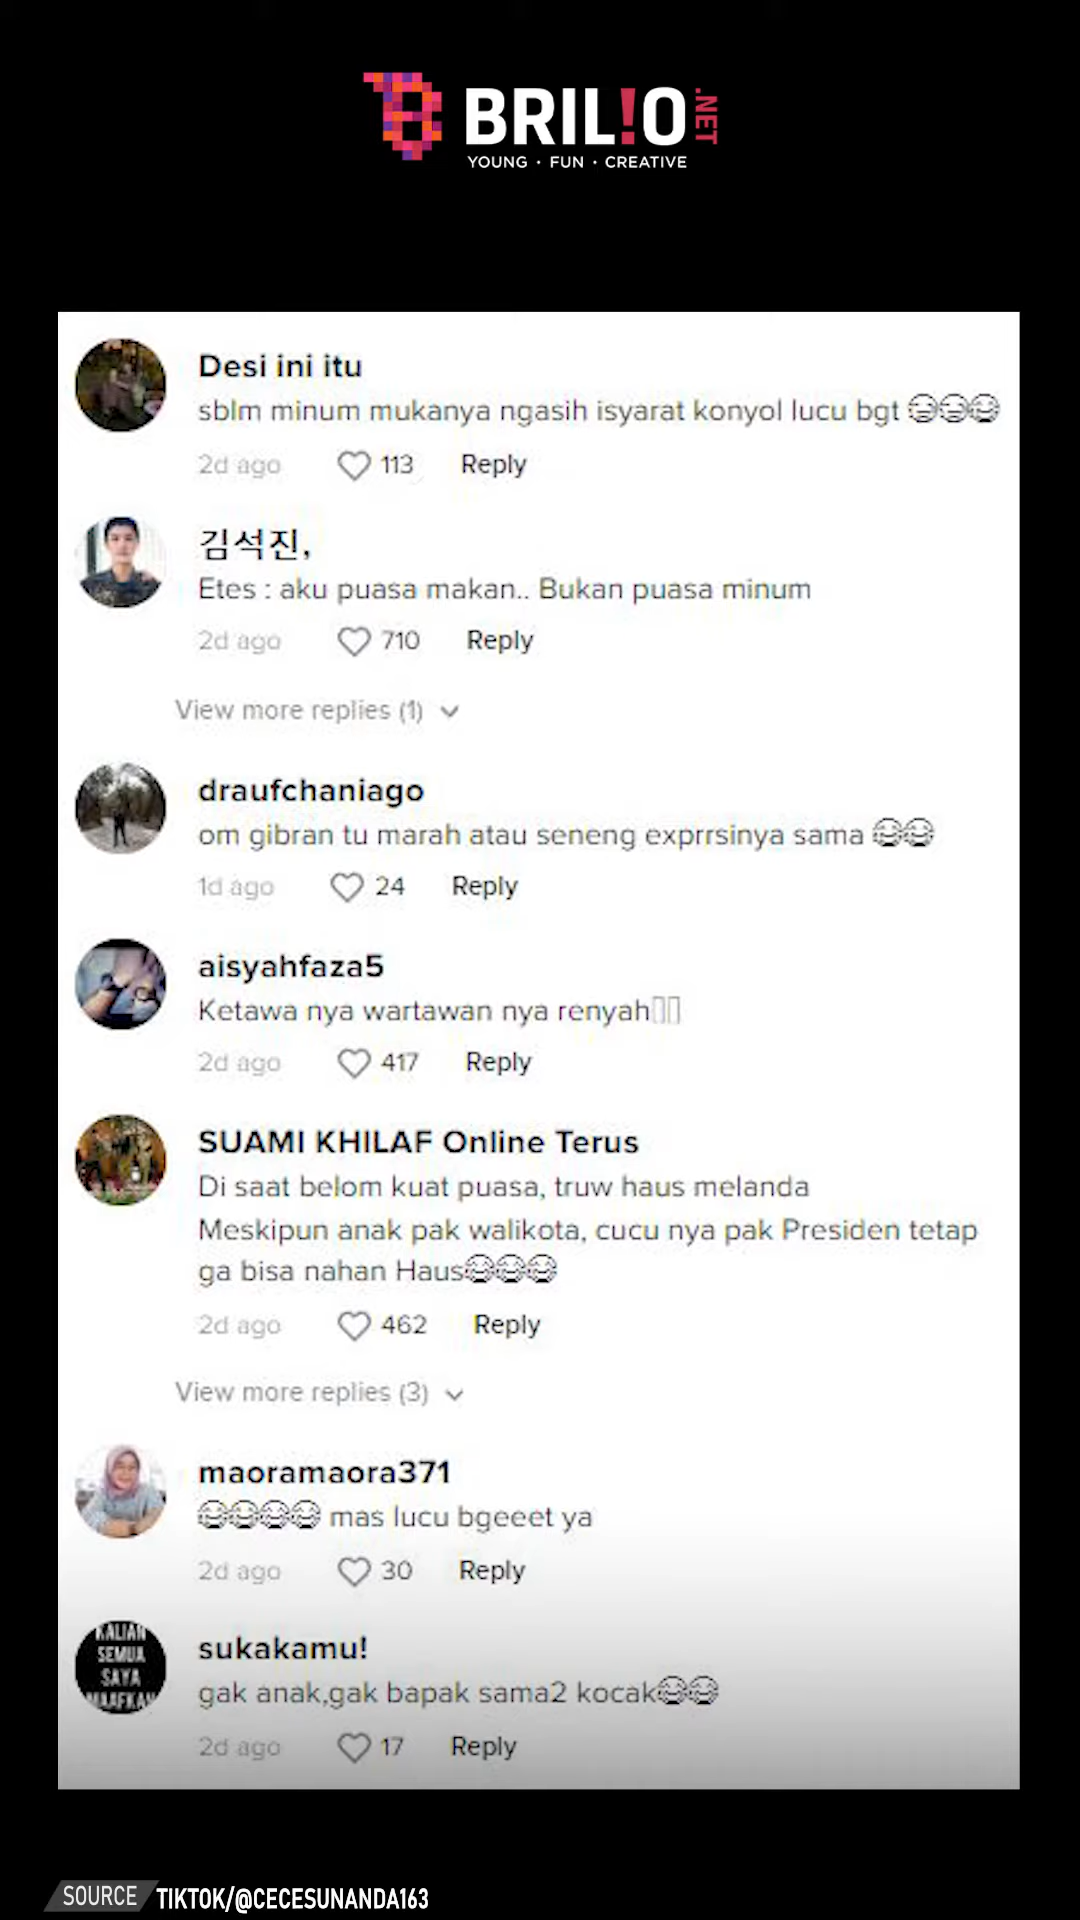 BRIL!O.NET
YOUNG · FUN · CREATIVE
Desi ini itu
sblm minum mukanya ngasih isyarat konyol lucu bgt
2d ago 113 Reply
김석진,
Etes : aku puasa makan.. Bukan puasa minum
2d ago 710 Reply
View more replies (1)
draufchaniago
om gibran tu marah atau seneng exprrsinya sama 😂😂
1d ago 24 Reply
aisyahfaza5
Ketawa nya wartawan nya renyah
2d ago 417 Reply
SUAMI KHILAF Online Terus
Di saat belom kuat puasa, truw haus melanda
Meskipun anak pak walikota, cucu nya pak Presiden tetap
ga bisa nahan Haus😂😂😂
2d ago 462 Reply
View more replies (3)
maoramaora371
😂😂😂😂 mas lucu bgeeet ya
2d ago 30 Reply
KALIAN
SEMUA
SAYA
MAAFKAN
sukakamu!
gak anak,gak bapak sama2 kocak😂😂
2d ago 17 Reply
SOURCE TIKTOK/@CECESUNANDA163